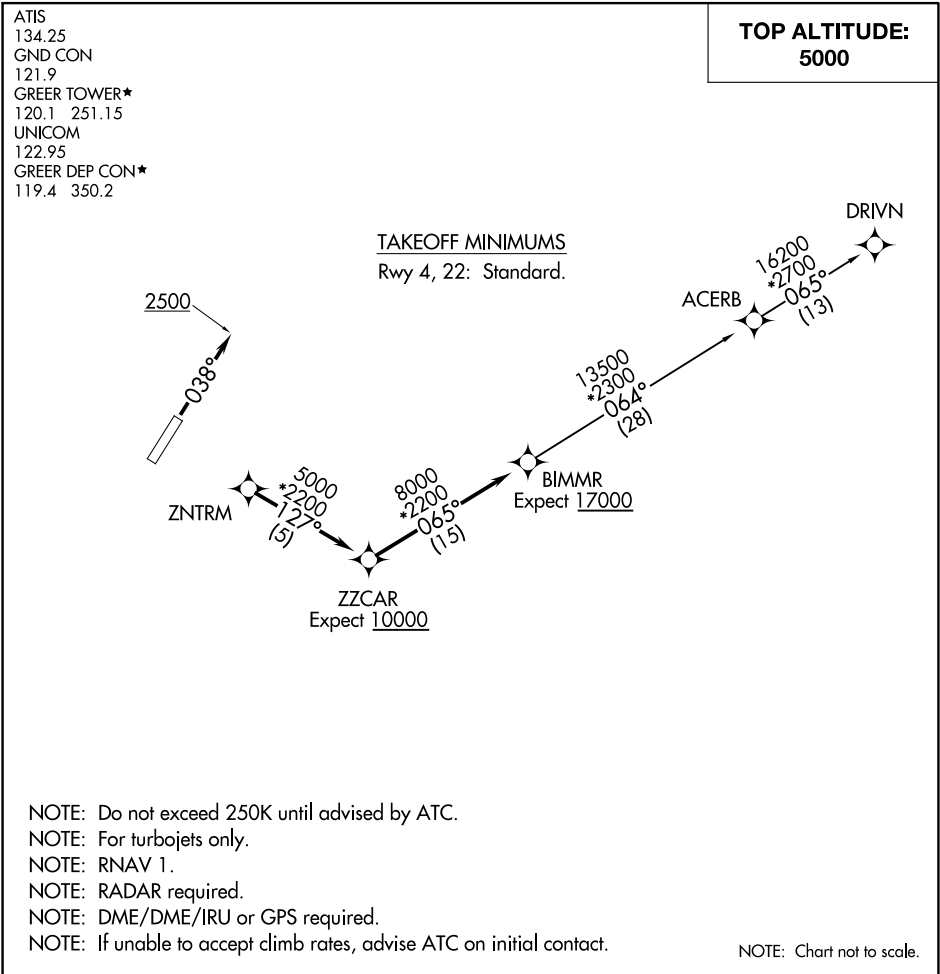 ATIS
134.25
GND CON
121.9
GREER TOWER★
120.1 251.15
UNICOM
122.95
GREER DEP CON★
119.4 350.2
TOP ALTITUDE:
5000
TAKEOFF MINIMUMS
Rwy 4, 22: Standard.
2500
038°
ZNTRM
5000
*2200
127°
(5)
ZZCAR
Expect 10000
8000
*2200
065°
(15)
BIMMR
Expect 17000
13500
*2300
064°
(28)
ACERB
16200
*2700
065°
(13)
DRIVN
NOTE: Do not exceed 250K until advised by ATC.
NOTE: For turbojets only.
NOTE: RNAV 1.
NOTE: RADAR required.
NOTE: DME/DME/IRU or GPS required.
NOTE: If unable to accept climb rates, advise ATC on initial contact.
NOTE: Chart not to scale.